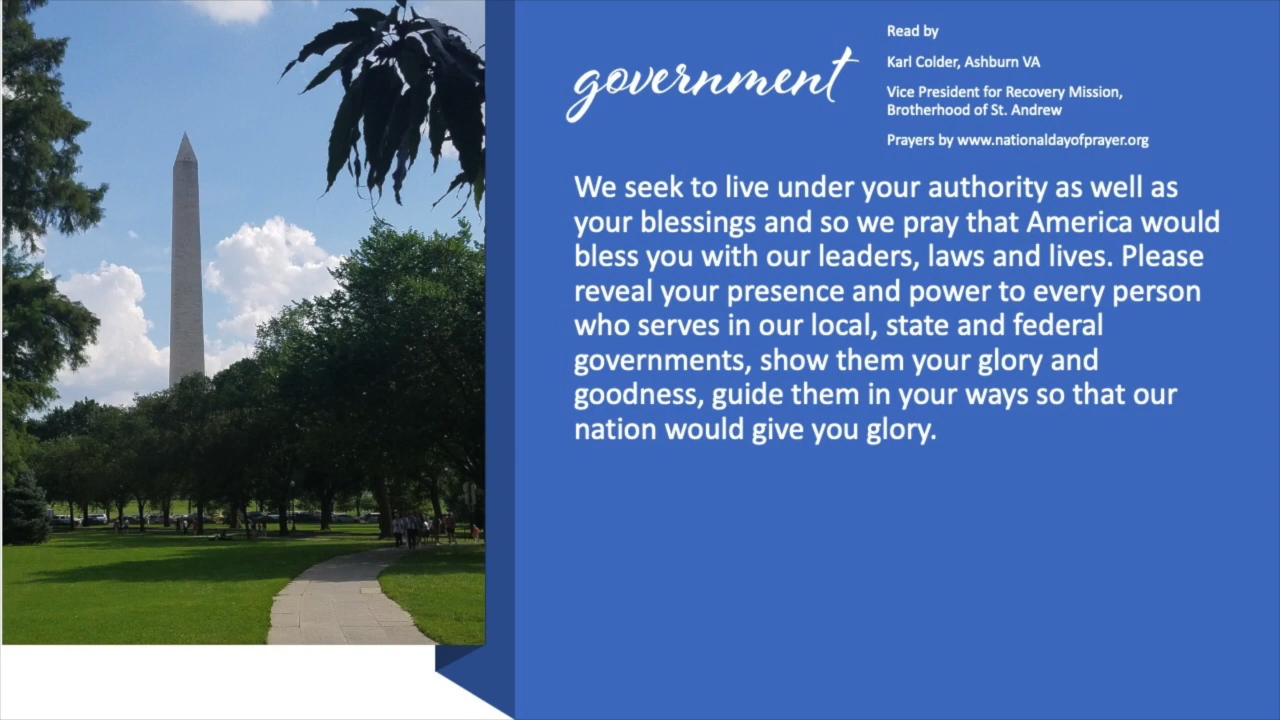 government
Read by
Karl Colder, Ashburn VA
Vice President for Recovery Mission,
Brotherhood of St. Andrew
Prayers by www.nationaldayofprayer.org
We seek to live under your authority as well as
your blessings and so we pray that America would
bless you with our leaders, laws and lives. Please
reveal your presence and power to every person
who serves in our local, state and federal
governments, show them your glory and
goodness, guide them in your ways so that our
nation would give you glory.